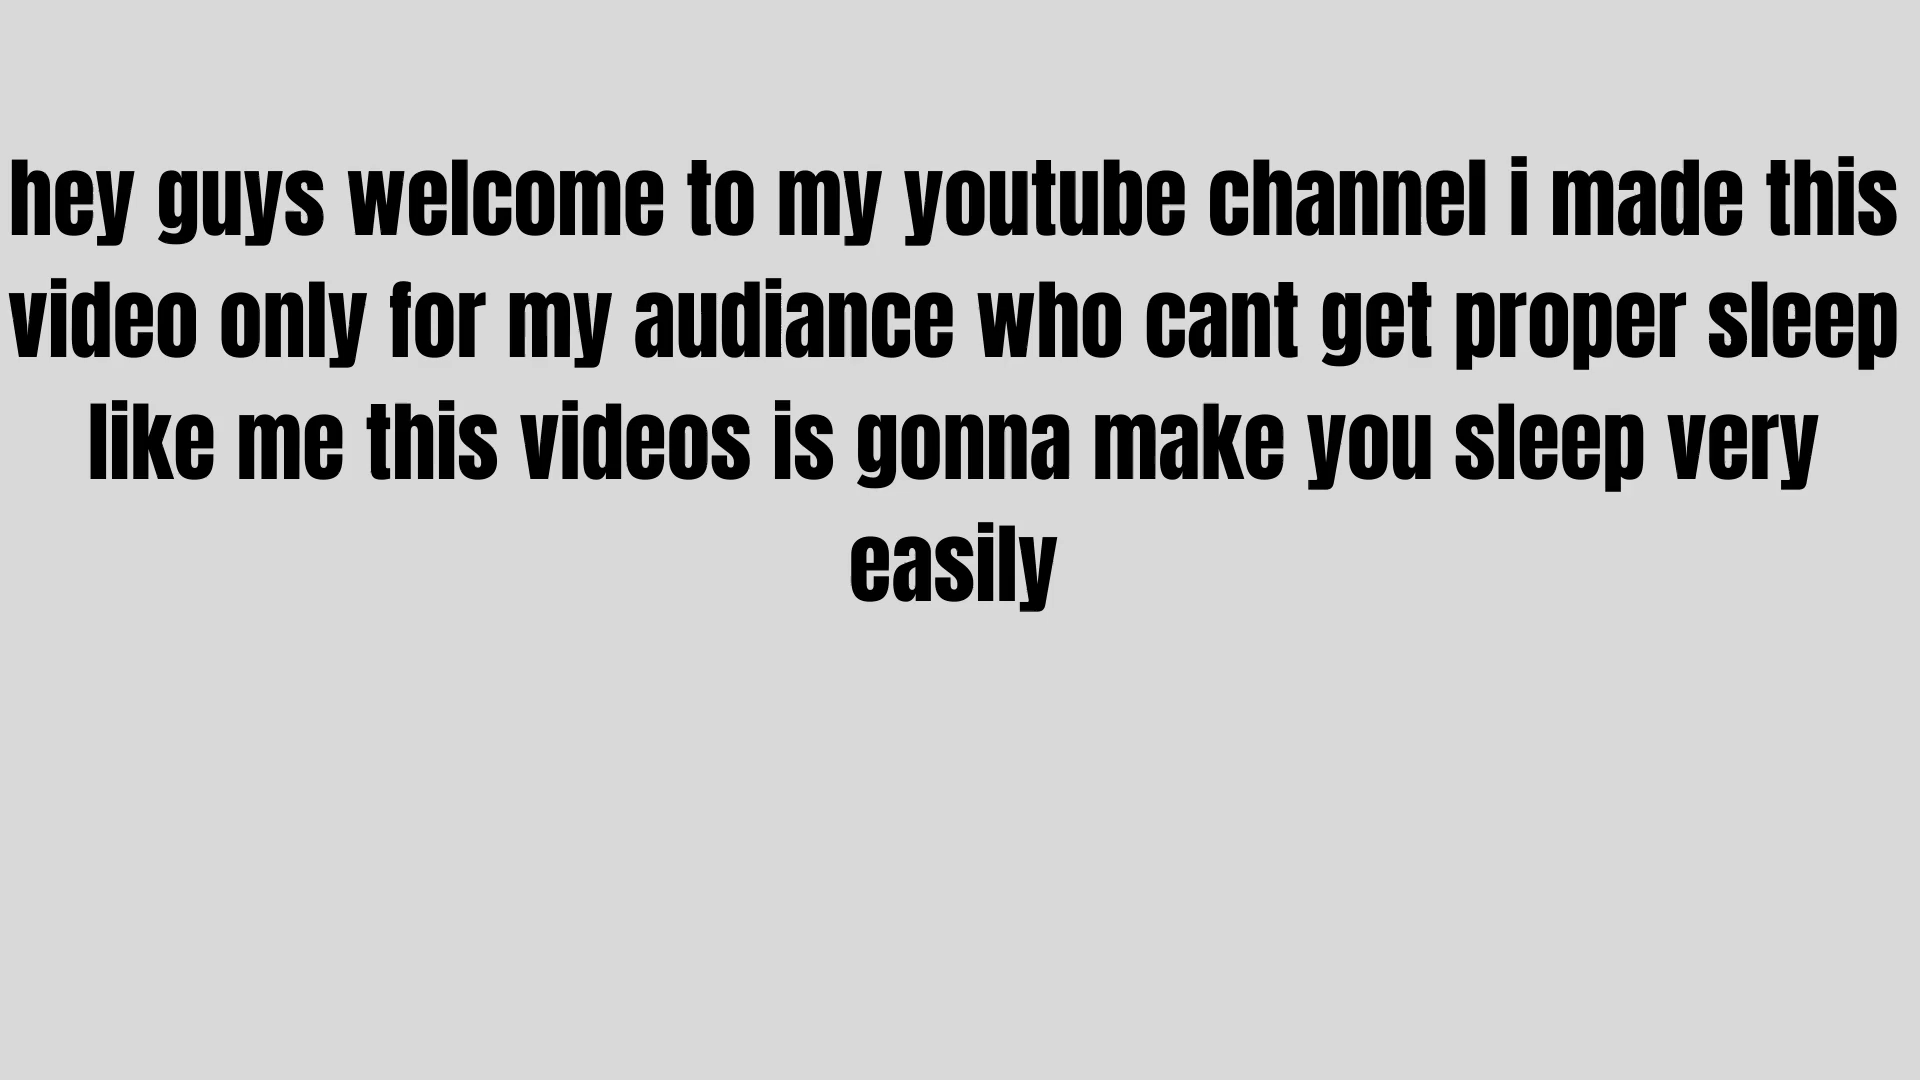 hey guys welcome to my youtube channel i made this
video only for my audiance who cant get proper sleep
like me this videos is gonna make you sleep very
easily